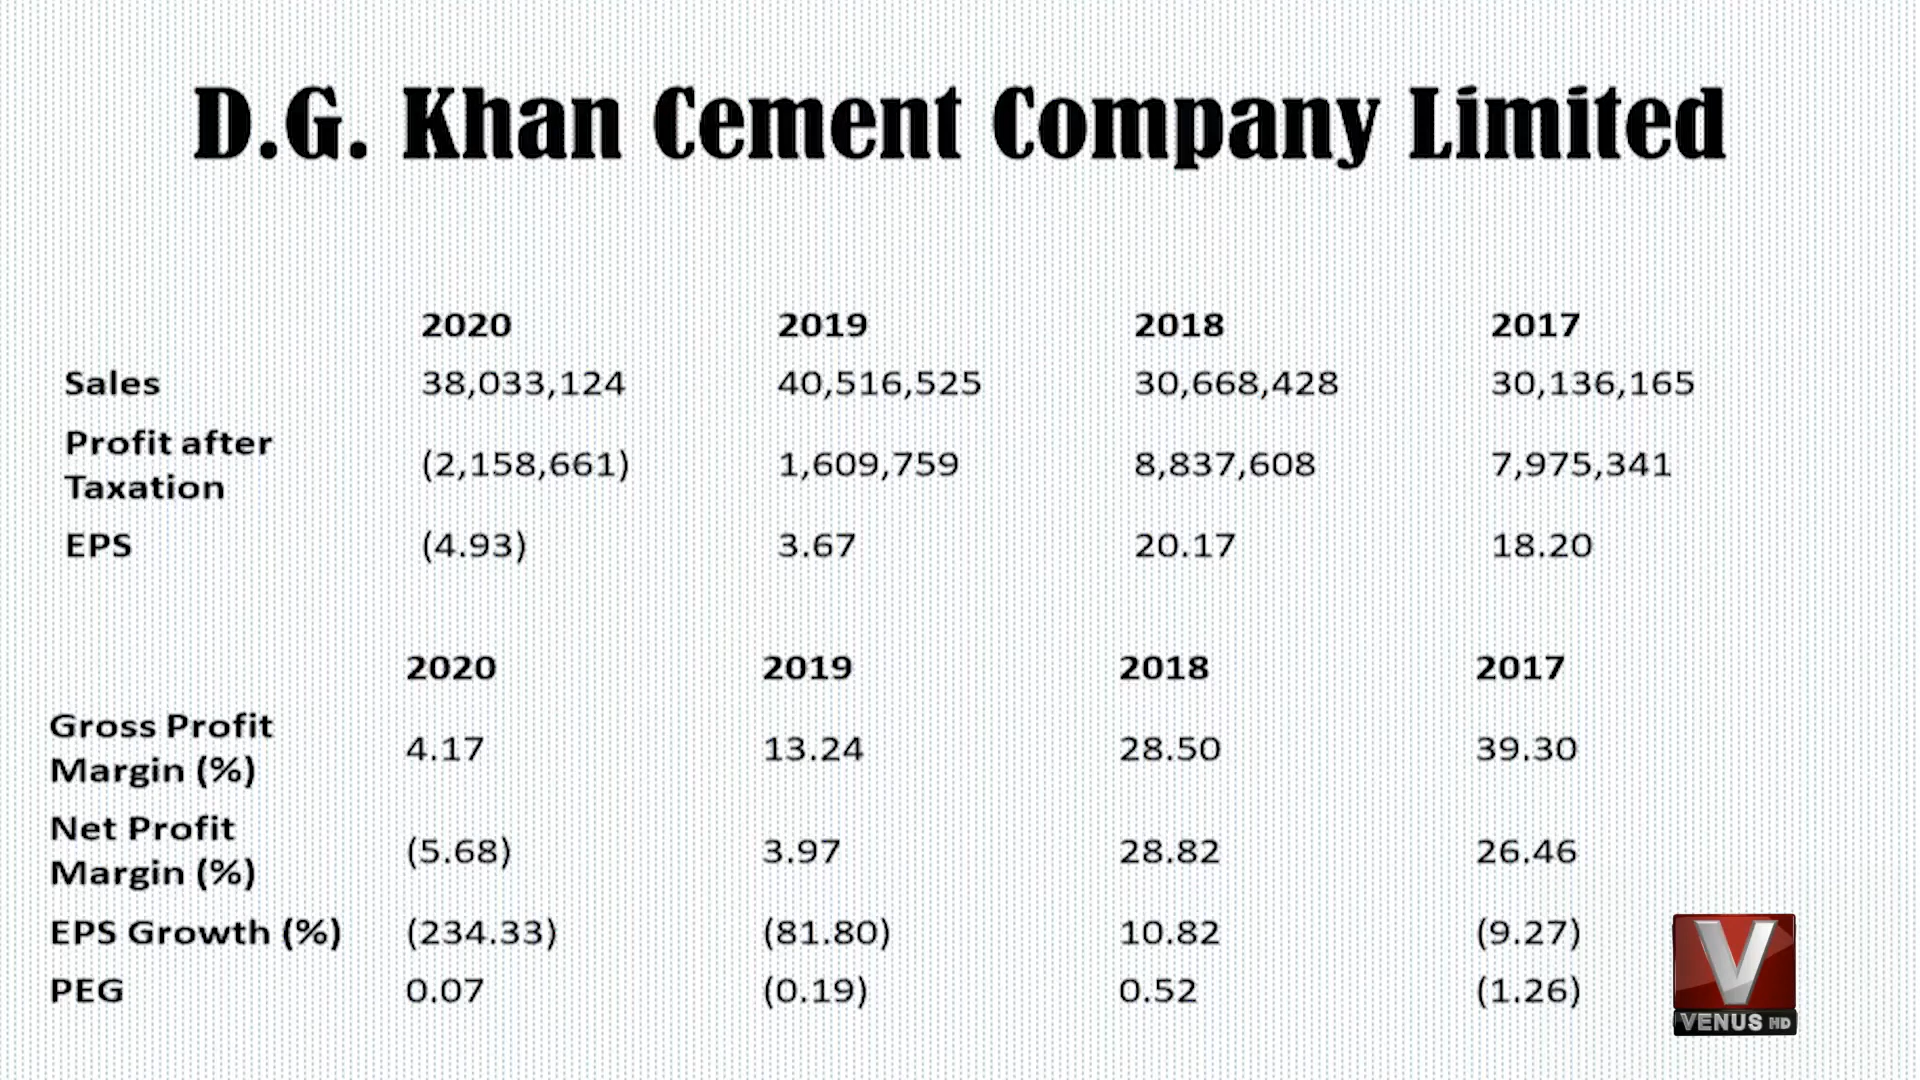 D.G. Khan Cement Company Limited
2020 2019 2018 2017
Sales 38,033,124 40,516,525 30,668,428 30,136,165
Profit after
Taxation (2,158,661) 1,609,759 8,837,608 7,975,341
EPS (4.93) 3.67 20.17 18.20
2020 2019 2018 2017
Gross Profit
Margin (%) 4.17 13.24 28.50 39.30
Net Profit
Margin (%) (5.68) 3.97 28.82 26.46
EPS Growth (%) (234.33) (81.80) 10.82 (9.27)
PEG 0.07 (0.19) 0.52 (1.26)
V
VENUS HD